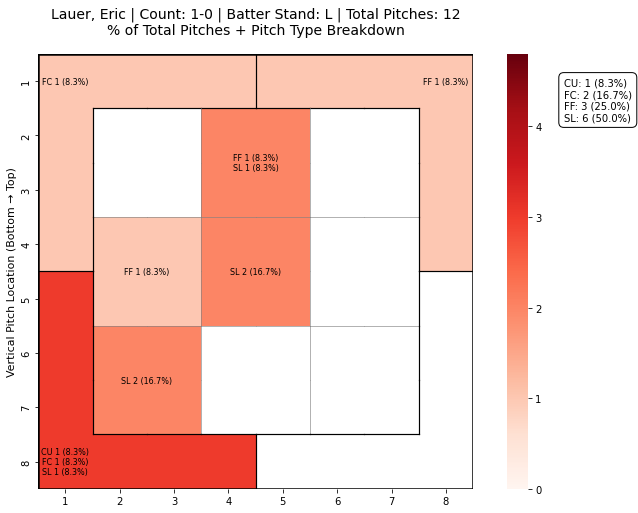 Lauer, Eric | Count: 1-0 | Batter Stand: L | Total Pitches: 12
% of Total Pitches + Pitch Type Breakdown
FC 1 (8.3%)
FF 1 (8.3%)
FF 1 (8.3%)
SL 1 (8.3%)
FF 1 (8.3%)
SL 2 (16.7%)
SL 2 (16.7%)
CU 1 (8.3%)
FC 1 (8.3%)
SL 1 (8.3%)
Vertical Pitch Location (Bottom → Top)
1
2
3
4
5
6
7
8
1 2 3 4 5 6 7 8
4
3
2
1
0
CU: 1 (8.3%)
FC: 2 (16.7%)
FF: 3 (25.0%)
SL: 6 (50.0%)